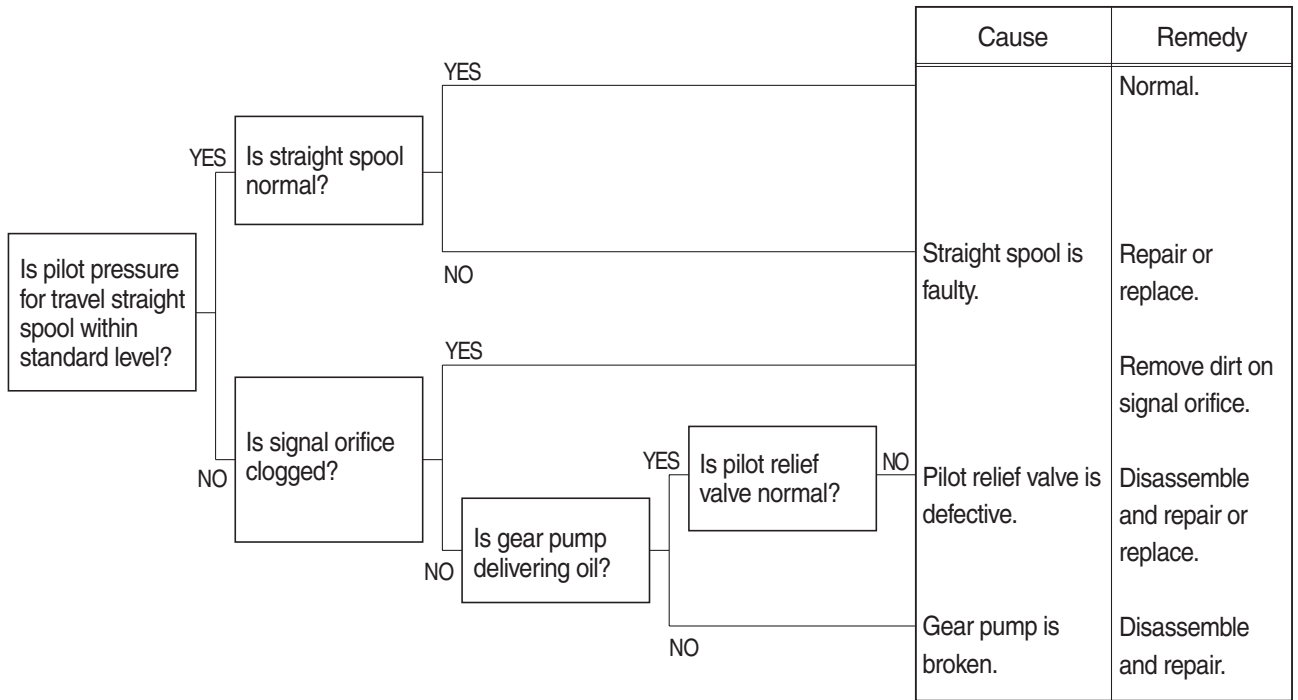 Cause
Remedy
YES
Normal.
YES
Is straight spool
normal?
NO
Straight spool is
faulty.
Repair or
replace.
Is pilot pressure
for travel straight
spool within
standard level?
YES
Remove dirt on
signal orifice.
NO
Is signal orifice
clogged?
YES
Is pilot relief
valve normal?
NO
Pilot relief valve is
defective.
Disassemble
and repair or
replace.
NO
Is gear pump
delivering oil?
NO
Gear pump is
broken.
Disassemble
and repair.